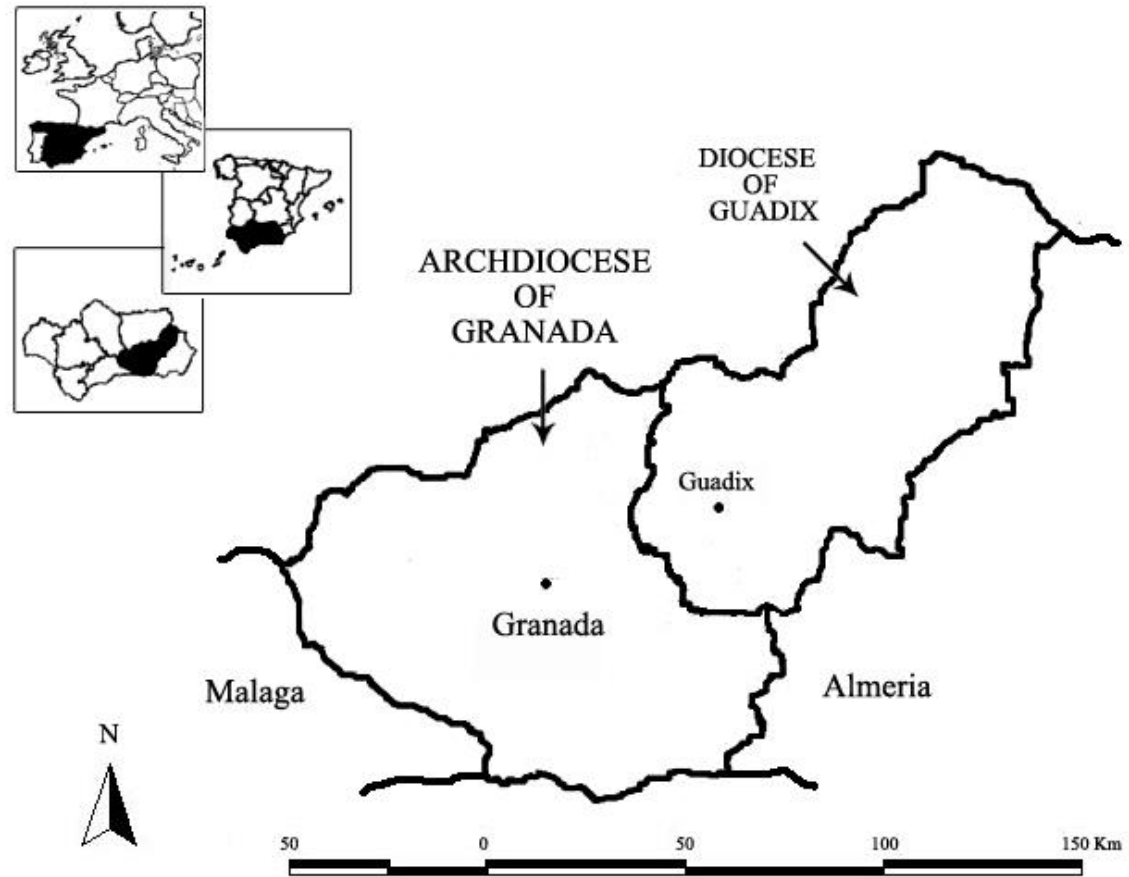 DIOCESE
OF
GUADIX
ARCHDIOCESE
OF
GRANADA
Guadix
Granada
Malaga
Almeria
N
50 0 50 100 150 Km